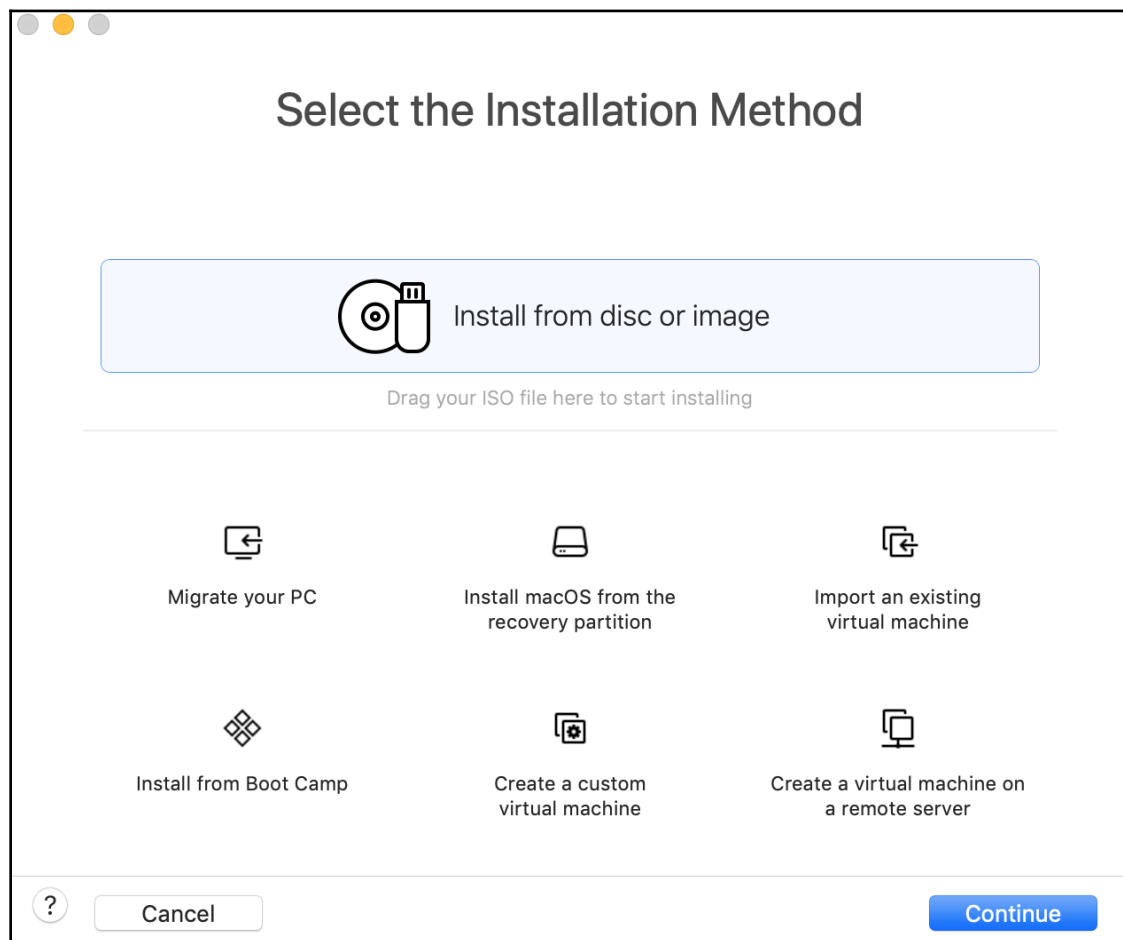 Select the Installation Method
Install from disc or image
Drag your ISO file here to start installing
Migrate your PC
Install macOS from the
recovery partition
Import an existing
virtual machine
Install from Boot Camp
Create a custom
virtual machine
Create a virtual machine on
a remote server
?
Cancel
Continue